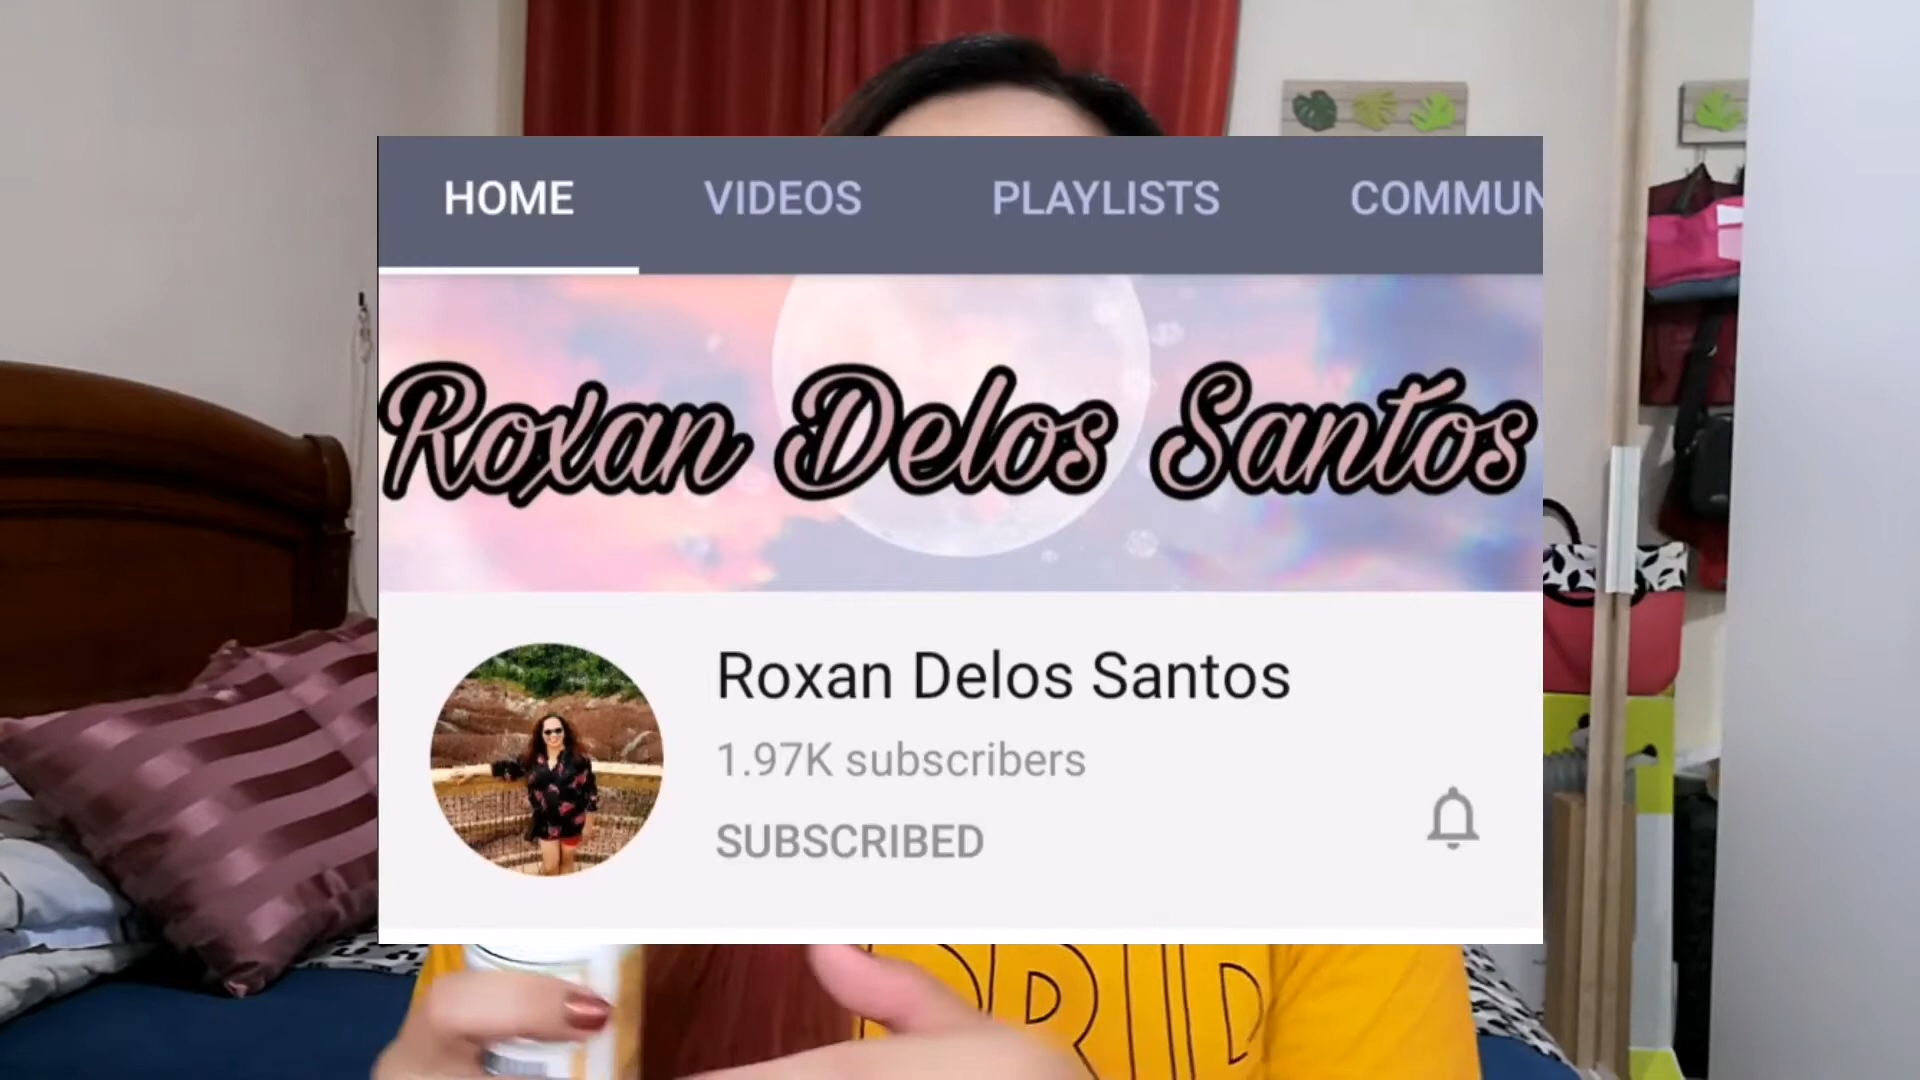 HOME VIDEOS PLAYLISTS COMMUN
Roxan Delos Santos
Roxan Delos Santos
1.97K subscribers
SUBSCRIBED